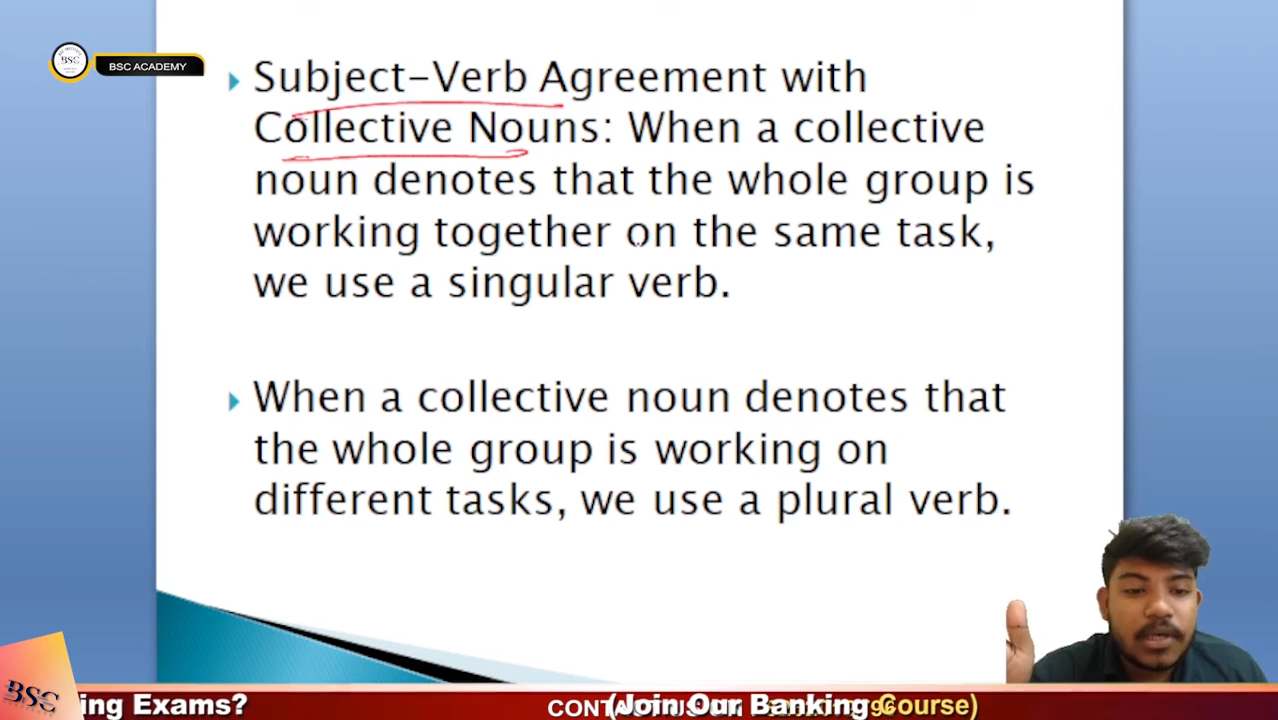 BSC
BSC ACADEMY
Subject-Verb Agreement with
Collective Nouns: When a collective
noun denotes that the whole group is
working together on the same task,
we use a singular verb.
When a collective noun denotes that
the whole group is working on
different tasks, we use a plural verb.
BSC
ing Exams?
(Join Our Banking Course)